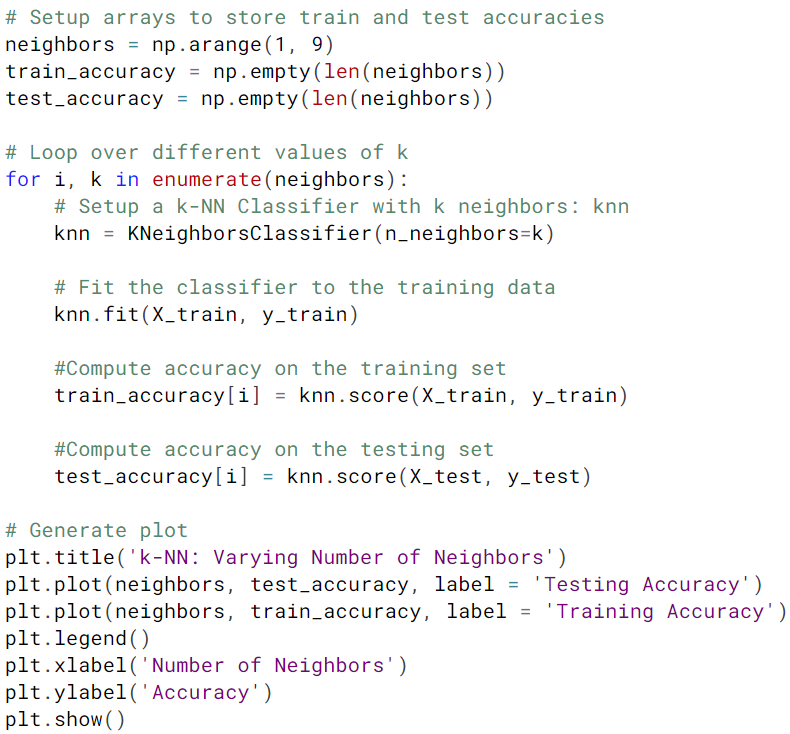 # Setup arrays to store train and test accuracies
neighbors = np.arange(1, 9)
train_accuracy = np.empty(len(neighbors))
test_accuracy = np.empty(len(neighbors))

# Loop over different values of k
for i, k in enumerate(neighbors):
    # Setup a k-NN Classifier with k neighbors: knn
    knn = KNeighborsClassifier(n_neighbors=k)

    # Fit the classifier to the training data
    knn.fit(X_train, y_train)

    #Compute accuracy on the training set
    train_accuracy[i] = knn.score(X_train, y_train)

    #Compute accuracy on the testing set
    test_accuracy[i] = knn.score(X_test, y_test)

# Generate plot
plt.title('k-NN: Varying Number of Neighbors')
plt.plot(neighbors, test_accuracy, label = 'Testing Accuracy')
plt.plot(neighbors, train_accuracy, label = 'Training Accuracy')
plt.legend()
plt.xlabel('Number of Neighbors')
plt.ylabel('Accuracy')
plt.show()